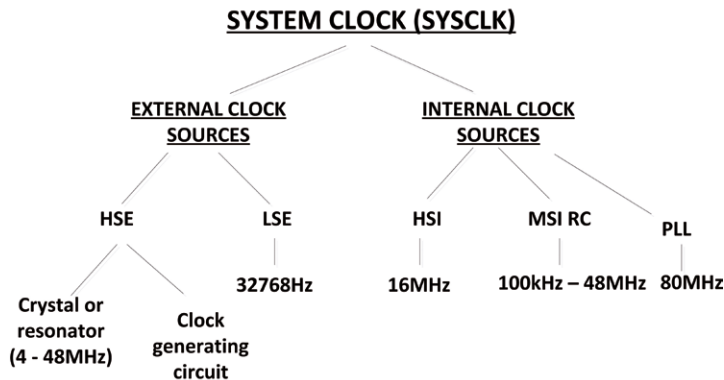 SYSTEM CLOCK (SYSCLK)
EXTERNAL CLOCK
SOURCES
INTERNAL CLOCK
SOURCES
HSE
LSE
HSI
MSI RC
PLL
32768Hz
16MHz
100kHz – 48MHz
80MHz
Crystal or
resonator
(4 - 48MHz)
Clock
generating
circuit